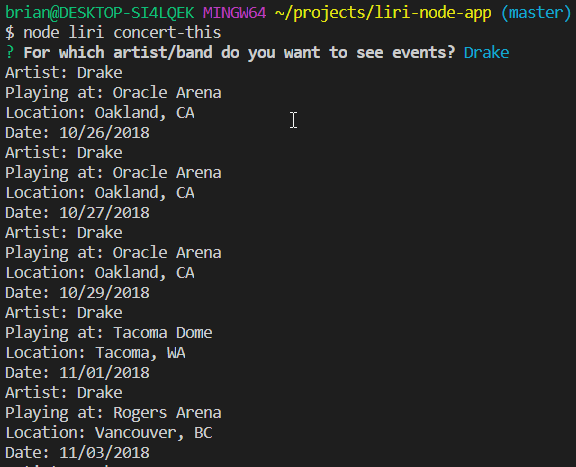 brian@DESKTOP-SI4LQEK MINGW64 ~/projects/liri-node-app (master)
$ node liri concert-this
? For which artist/band do you want to see events? Drake
Artist: Drake
Playing at: Oracle Arena
Location: Oakland, CA
Date: 10/26/2018
Artist: Drake
Playing at: Oracle Arena
Location: Oakland, CA
Date: 10/27/2018
Artist: Drake
Playing at: Oracle Arena
Location: Oakland, CA
Date: 10/29/2018
Artist: Drake
Playing at: Tacoma Dome
Location: Tacoma, WA
Date: 11/01/2018
Artist: Drake
Playing at: Rogers Arena
Location: Vancouver, BC
Date: 11/03/2018